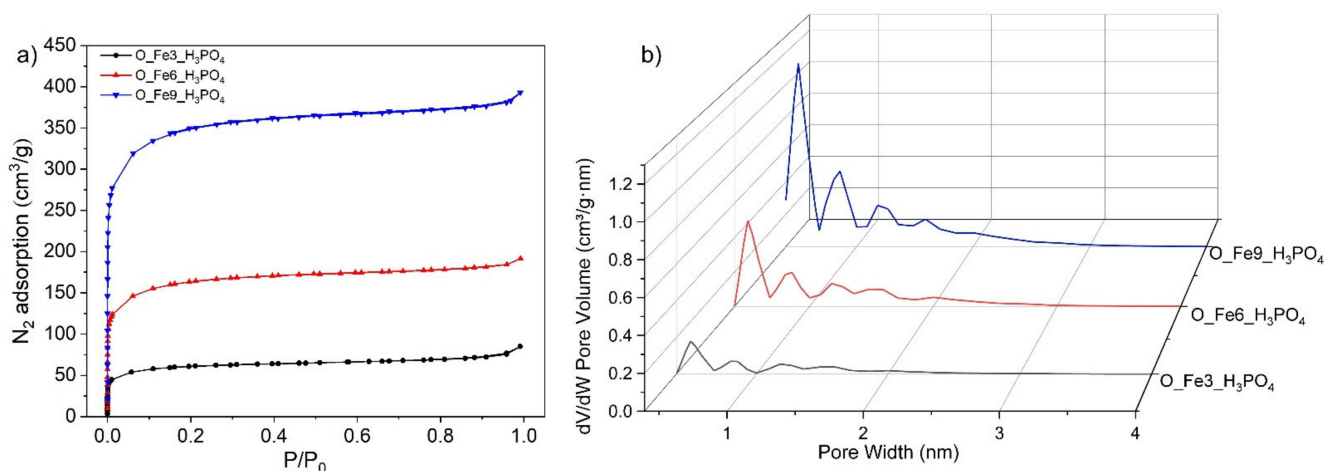 a)
450
400
350
300
250
200
150
100
50
0
N₂ adsorption (cm³/g)
O_Fe3_H₃PO₄
O_Fe6_H₃PO₄
O_Fe9_H₃PO₄
0.0 0.2 0.4 0.6 0.8 1.0
P/P₀
b)
1.2
1.0
0.8
0.6
0.4
0.2
0.0
dV/dW Pore Volume (cm³/g·nm)
O_Fe9_H₃PO₄
O_Fe6_H₃PO₄
O_Fe3_H₃PO₄
1 2 3 4
Pore Width (nm)